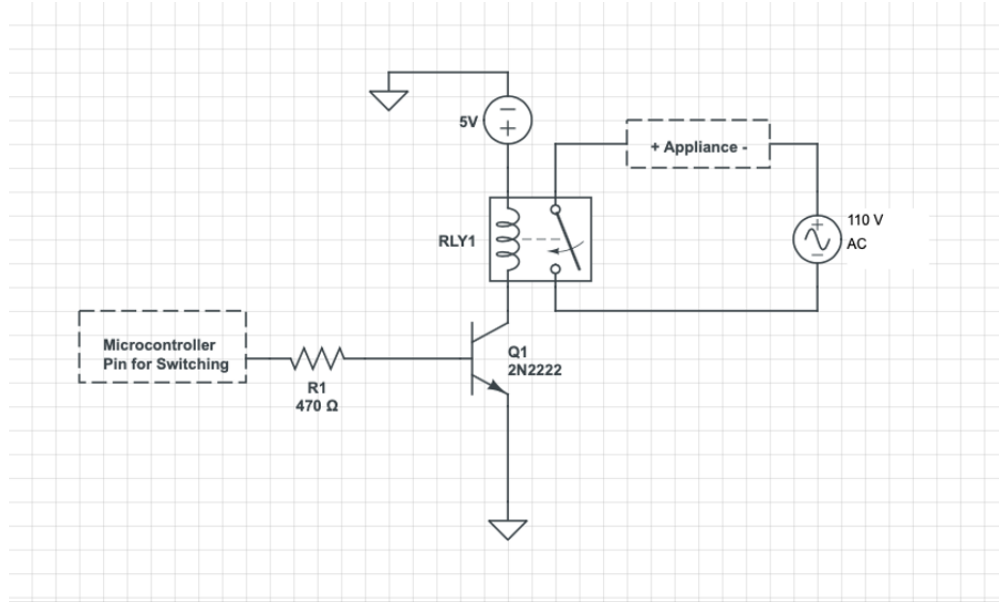 5V
+ Appliance -
110 V
AC
RLY1
Microcontroller
Pin for Switching
R1
470 Ω
Q1
2N2222